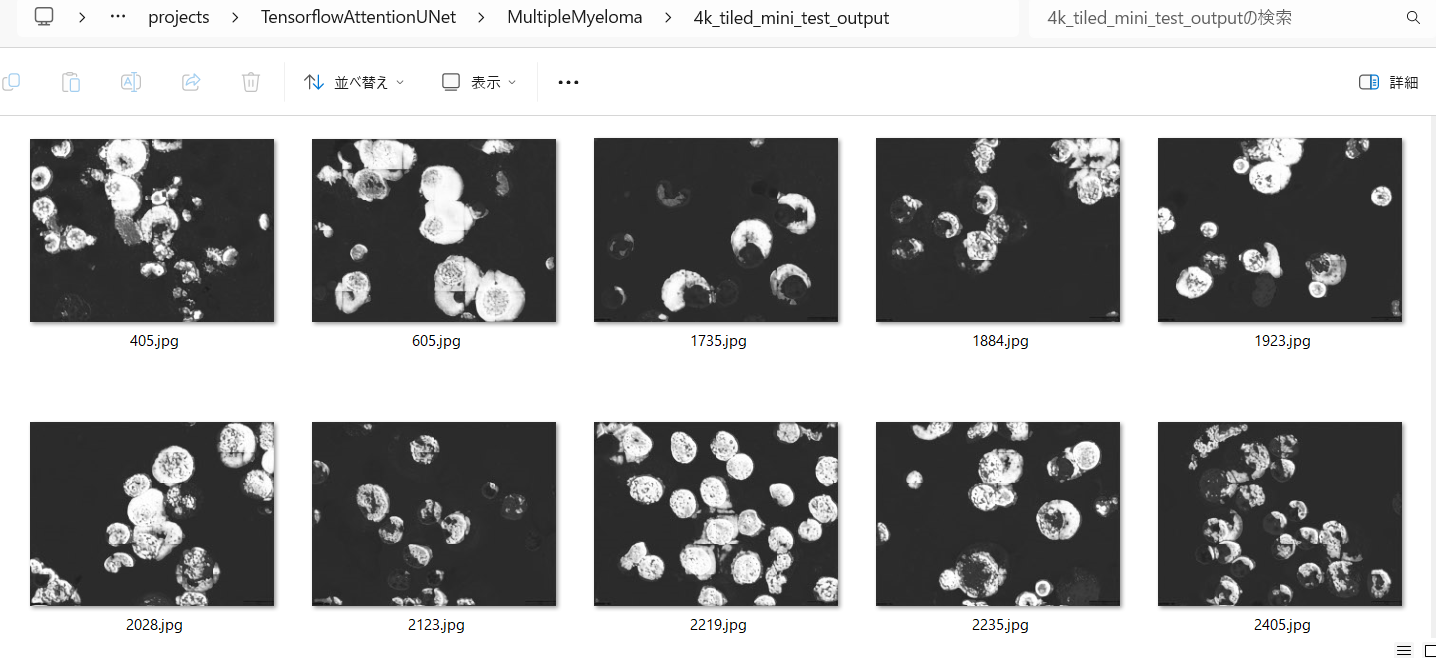 … > projects > TensorflowAttentionUNet > MultipleMyeloma > 4k_tiled_mini_test_output
4k_tiled_mini_test_outputの検索
並べ替え 表示 … 詳細
405.jpg 605.jpg 1735.jpg 1884.jpg 1923.jpg
2028.jpg 2123.jpg 2219.jpg 2235.jpg 2405.jpg